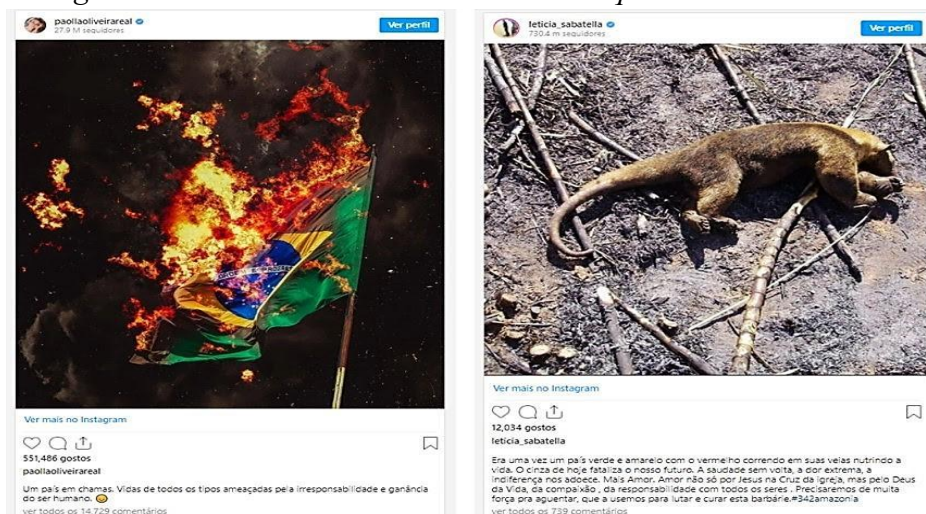 paollaoliveirareal
27.9 M seguidores
Ver perfil
Ver mais no Instagram
551,486 gostos
paollaoliveirareal
Um país em chamas. Vidas de todos os tipos ameaçadas pela irresponsabilidade e ganância
do ser humano.
ver todos os 14.729 comentários
leticia_sabatella
730.4 m seguidores
Ver perfil
Ver mais no Instagram
12,034 gostos
leticia_sabatella
Era uma vez um país verde e amarelo com o vermelho correndo em suas veias nutrindo a
vida. O cinza de hoje fataliza o nosso futuro. A saudade sem volta, a dor extrema, a
indiferença nos adoece. Mais Amor. Amor não só por Jesus na Cruz da igreja, mas pelo Deus
da Vida, da compaixão , da responsabilidade com todos os seres . Precisaremos de muita
força pra aguentar, que a usemos para lutar e curar esta barbárie.#342amazonia
ver todos os 739 comentários